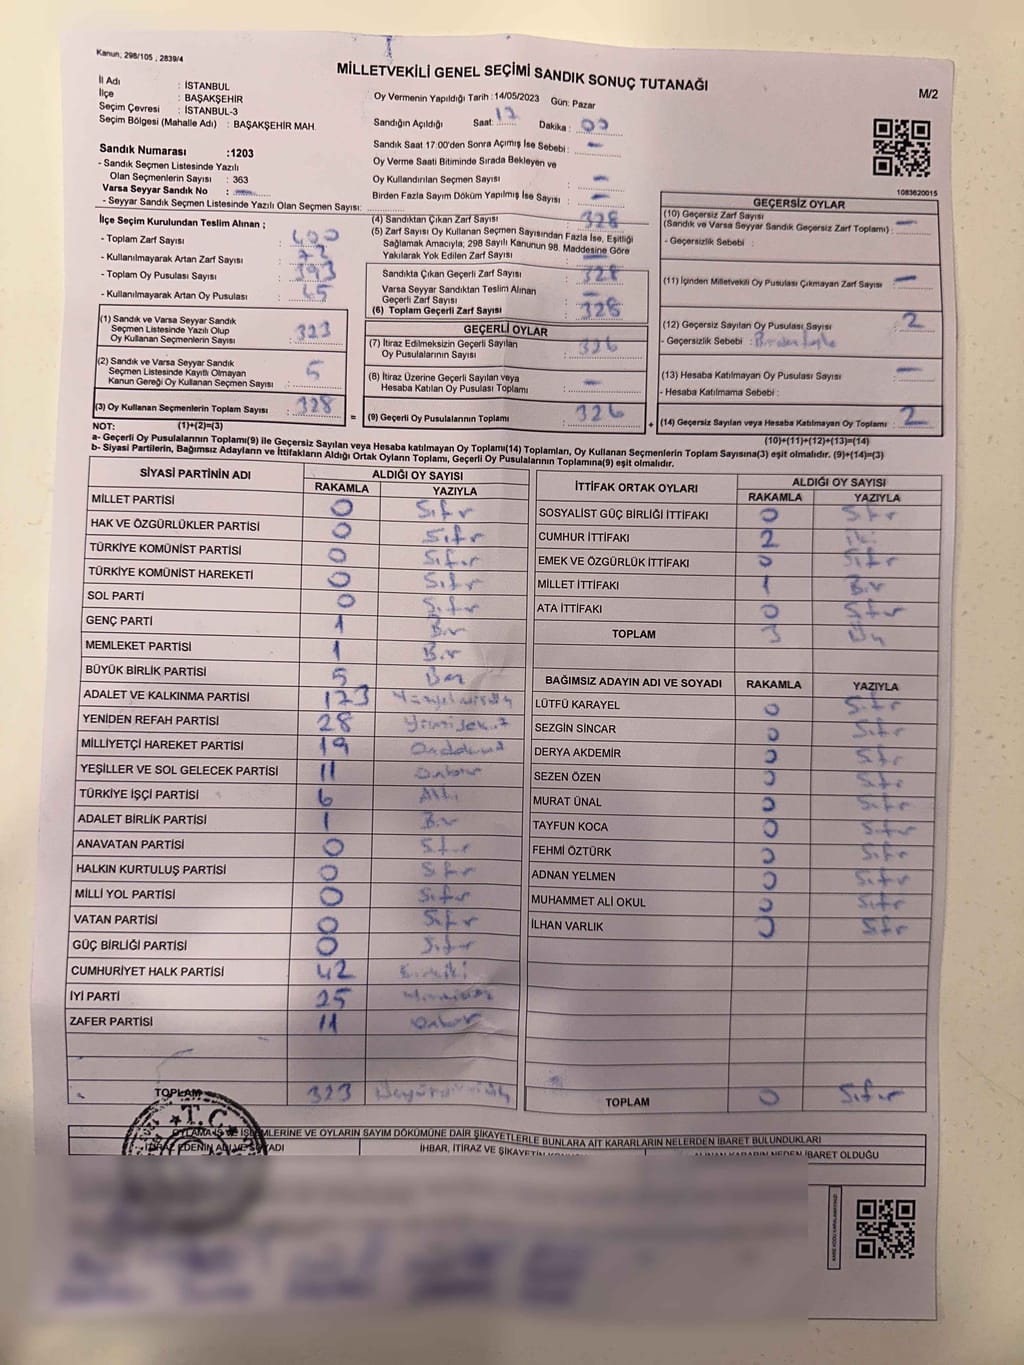 Kanun, 298/105 , 2839/4
MİLLETVEKİLİ GENEL SEÇİMİ SANDIK SONUÇ TUTANAĞI
M/2
İl Adı : İSTANBUL
İlçe : BAŞAKŞEHİR
Seçim Çevresi : İSTANBUL-3
Seçim Bölgesi (Mahalle Adı) : BAŞAKŞEHİR MAH.
Oy Vermenin Yapıldığı Tarih :14/05/2023 Gün: Pazar
Sandığın Açıldığı Saat: 17 Dakika : 00
Sandık Numarası :1203
- Sandık Seçmen Listesinde Yazılı
Olan Seçmenlerin Sayısı : 363
Varsa Seyyar Sandık No : —
- Seyyar Sandık Seçmen Listesinde Yazılı Olan Seçmen Sayısı:
Sandık Saat 17:00'den Sonra Açımış İse Sebebi : —
Oy Verme Saati Bitiminde Sırada Bekleyen ve
Oy Kullandırılan Seçmen Sayısı : —
Birden Fazla Sayım Döküm Yapılmış İse Sayısı : —
1083620015
İlçe Seçim Kurulundan Teslim Alınan ;
- Toplam Zarf Sayısı : 400
- Kullanılmayarak Artan Zarf Sayısı : 72
- Toplam Oy Pusulası Sayısı : 393
- Kullanılmayarak Artan Oy Pusulası : 65
(1) Sandık ve Varsa Seyyar Sandık
Seçmen Listesinde Yazılı Olup
Oy Kullanan Seçmenlerin Sayısı : 323
(2) Sandık ve Varsa Seyyar Sandık
Seçmen Listesinde Kayıtlı Olmayan
Kanun Gereği Oy Kullanan Seçmen Sayısı : 5
(3) Oy Kullanan Seçmenlerin Toplam Sayısı : 328
(1)+(2)=(3)
(4) Sandıktan Çıkan Zarf Sayısı : 328
(5) Zarf Sayısı Oy Kullanan Seçmen Sayısından Fazla İse, Eşitliği
Sağlamak Amacıyla, 298 Sayılı Kanunun 98. Maddesine Göre
Yakılarak Yok Edilen Zarf Sayısı : —
Sandıkta Çıkan Geçerli Zarf Sayısı : 328
Varsa Seyyar Sandıktan Teslim Alınan
Geçerli Zarf Sayısı : —
(6) Toplam Geçerli Zarf Sayısı : 328
GEÇERLİ OYLAR
(7) İtiraz Edilmeksizin Geçerli Sayılan
Oy Pusulalarının Sayısı : 326
(8) İtiraz Üzerine Geçerli Sayılan veya
Hesaba Katılan Oy Pusulası Toplamı : —
= (9) Geçerli Oy Pusulalarının Toplamı : 326 +
GEÇERSİZ OYLAR
(10) Geçersiz Zarf Sayısı
(Sandık ve Varsa Seyyar Sandık Geçersiz Zarf Toplamı) : —
- Geçersizlik Sebebi :
(11) İçinden Milletvekili Oy Pusulası Çıkmayan Zarf Sayısı : —
(12) Geçersiz Sayılan Oy Pusulası Sayısı : 2
- Geçersizlik Sebebi :
(13) Hesaba Katılmayan Oy Pusulası Sayısı : —
- Hesaba Katılmama Sebebi :
(14) Geçersiz Sayılan veya Hesaba Katılmayan Oy Toplamı : 2
(10)+(11)+(12)+(13)=(14)
NOT:
a- Geçerli Oy Pusulalarının Toplamı(9) ile Geçersiz Sayılan veya Hesaba katılmayan Oy Toplamı(14) Toplamları, Oy Kullanan Seçmenlerin Toplam Sayısına(3) eşit olmalıdır. (9)+(14)=(3)
b- Siyasi Partilerin, Bağımsız Adayların ve İttifakların Aldığı Ortak Oyların Toplamı, Geçerli Oy Pusulalarının Toplamına(9) eşit olmalıdır.
SİYASİ PARTİNİN ADI ALDIĞI OY SAYISI
RAKAMLA YAZIYLA
MİLLET PARTİSİ 0 Sıfır
HAK VE ÖZGÜRLÜKLER PARTİSİ 0 Sıfır
TÜRKİYE KOMÜNİST PARTİSİ 0 Sıfır
TÜRKİYE KOMÜNİST HAREKETİ 0 Sıfır
SOL PARTİ 0 Sıfır
GENÇ PARTİ 1 Bir
MEMLEKET PARTİSİ 1 Bir
BÜYÜK BİRLİK PARTİSİ 5 Beş
ADALET VE KALKINMA PARTİSİ 173
YENİDEN REFAH PARTİSİ 28 Yirmisekiz
MİLLİYETÇİ HAREKET PARTİSİ 19 Ondokuz
YEŞİLLER VE SOL GELECEK PARTİSİ 11 Onbir
TÜRKİYE İŞÇİ PARTİSİ 6 Altı
ADALET BİRLİK PARTİSİ 1 Bir
ANAVATAN PARTİSİ 0 Sıfır
HALKIN KURTULUŞ PARTİSİ 0 Sıfır
MİLLİ YOL PARTİSİ 0 Sıfır
VATAN PARTİSİ 0 Sıfır
GÜÇ BİRLİĞİ PARTİSİ 0 Sıfır
CUMHURİYET HALK PARTİSİ 42
İYİ PARTİ 25
ZAFER PARTİSİ 11 Onbir
TOPLAM 323
İTTİFAK ORTAK OYLARI ALDIĞI OY SAYISI
RAKAMLA YAZIYLA
SOSYALİST GÜÇ BİRLİĞİ İTTİFAKI 0 Sıfır
CUMHUR İTTİFAKI 2 İki
EMEK VE ÖZGÜRLÜK İTTİFAKI 0 Sıfır
MİLLET İTTİFAKI 1 Bir
ATA İTTİFAKI 0 Sıfır
TOPLAM 3 Üç
BAĞIMSIZ ADAYIN ADI VE SOYADI RAKAMLA YAZIYLA
LÜTFÜ KARAYEL 0 Sıfır
SEZGİN SİNCAR 0 Sıfır
DERYA AKDEMİR 0 Sıfır
SEZEN ÖZEN 0 Sıfır
MURAT ÜNAL 0 Sıfır
TAYFUN KOCA 0 Sıfır
FEHMİ ÖZTÜRK 0 Sıfır
ADNAN YELMEN 0 Sıfır
MUHAMMET ALİ OKUL 0 Sıfır
İLHAN VARLIK 0 Sıfır
TOPLAM 0 Sıfır
OYLAMA İŞ VE İŞLEMLERİNE VE OYLARIN SAYIM DÖKÜMÜNE DAİR ŞİKAYETLERLE BUNLARA AİT KARARLARIN NELERDEN İBARET BULUNDUKLARI
İTİRAZ EDENİN ADI VE SOYADI İHBAR, İTİRAZ VE ŞİKAYETİN ALINAN KARARIN NEDEN İBARET OLDUĞU
T.C.